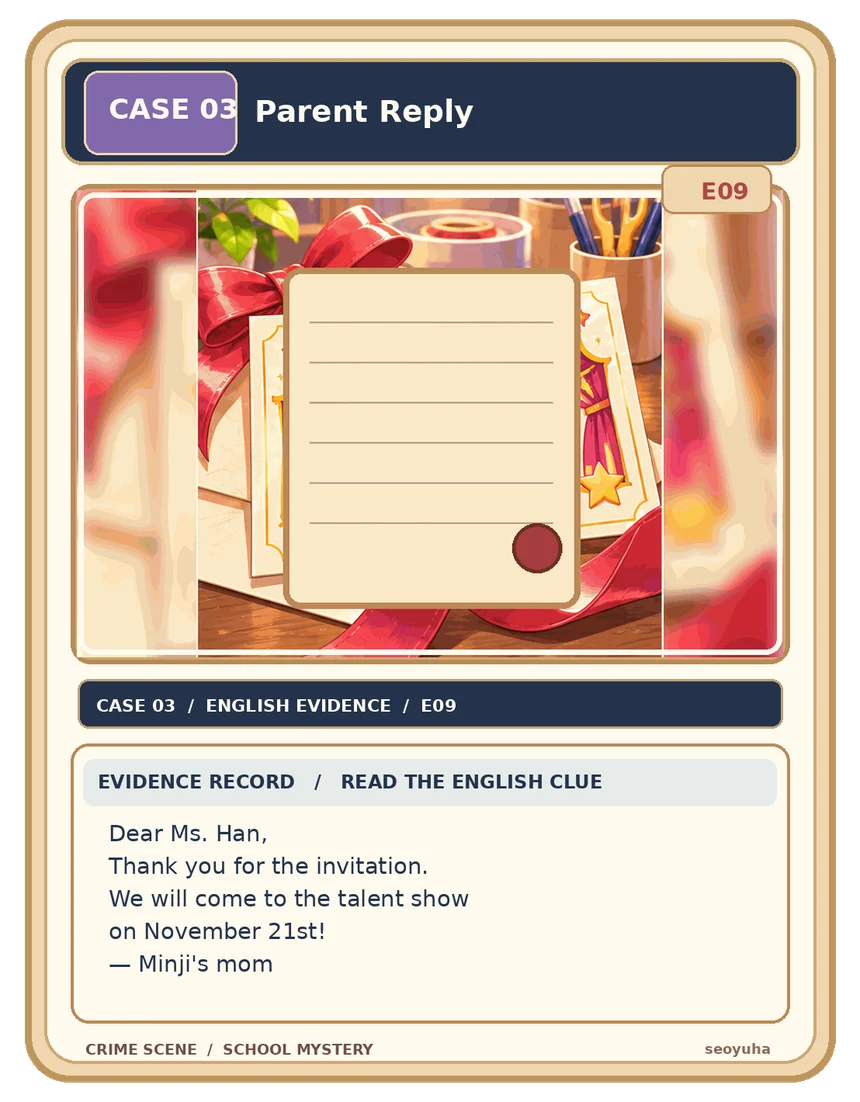 CASE 03 Parent Reply
E09
CASE 03 / ENGLISH EVIDENCE / E09
EVIDENCE RECORD / READ THE ENGLISH CLUE
Dear Ms. Han,
Thank you for the invitation.
We will come to the talent show
on November 21st!
— Minji's mom
CRIME SCENE / SCHOOL MYSTERY
seoyuha